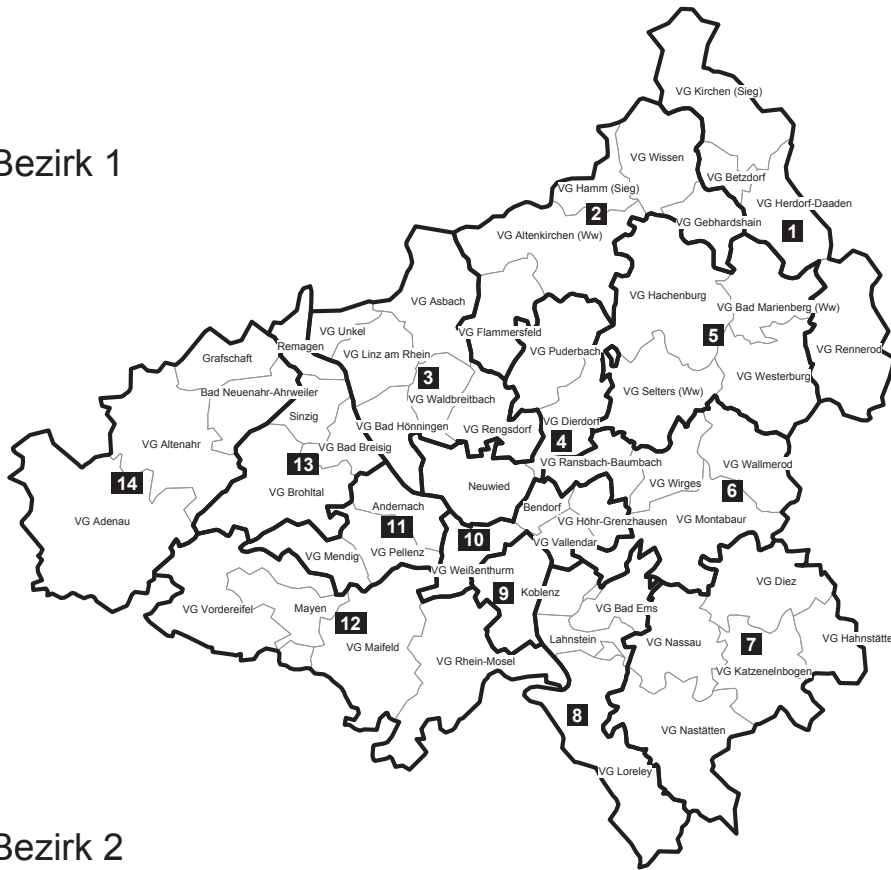 VG Kirchen (Sieg)
Bezirk 1
VG Wissen
VG Betzdorf
VG Hamm (Sieg)
VG Herdorf-Daaden
2
VG Gebhardshain
1
VG Altenkirchen (Ww)
VG Hachenburg
VG Asbach
VG Bad Marienberg (Ww)
VG Unkel
VG Flammersfeld
5
Remagen
VG Rennerod
Grafschaft
VG Linz am Rhein
VG Puderbach
3
VG Westerburg
Bad Neuenahr-Ahrweiler
VG Selters (Ww)
VG Waldbreitbach
Sinzig
VG Bad Hönningen
VG Rengsdorf
VG Dierdorf
VG Altenahr
4
VG Bad Breisig
13
VG Ransbach-Baumbach
VG Wallmerod
14
VG Wirges
Neuwied
6
VG Brohltal
Andernach
Bendorf
VG Adenau
11
VG Höhr-Grenzhausen
VG Montabaur
10
VG Vallendar
VG Mendig
VG Pellenz
VG Weißenthurm
VG Diez
9
Koblenz
VG Vordereifel
Mayen
VG Bad Ems
12
Lahnstein
VG Nassau
7
VG Maifeld
VG Rhein-Mosel
VG Katzenelnbogen
8
VG Nastätten
VG Loreley
Bezirk 2